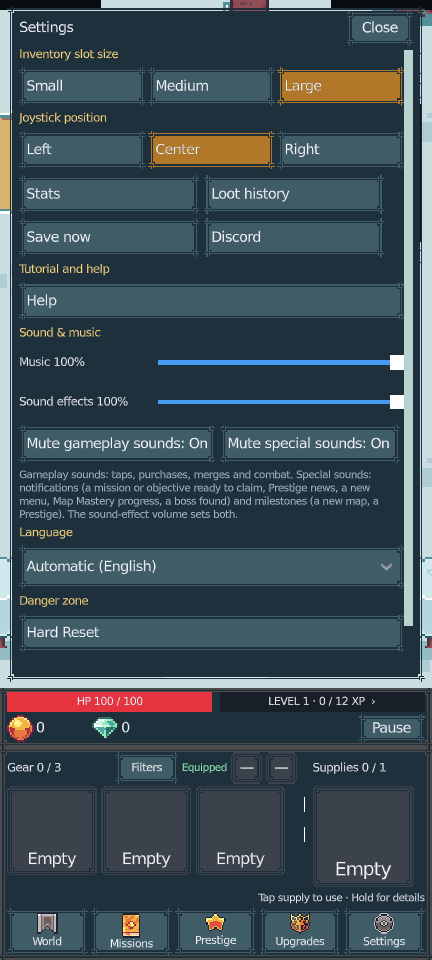 Settings
Close
Inventory slot size
Small
Medium
Large
Joystick position
Left
Center
Right
Stats
Loot history
Save now
Discord
Tutorial and help
Help
Sound & music
Music 100%
Sound effects 100%
Mute gameplay sounds: On
Mute special sounds: On
Gameplay sounds: taps, purchases, merges and combat. Special sounds:
notifications (a mission or objective ready to claim, Prestige news, a new
menu, Map Mastery progress, a boss found) and milestones (a new map, a
Prestige). The sound-effect volume sets both.
Language
Automatic (English)
Danger zone
Hard Reset
HP 100 / 100
LEVEL 1 · 0 / 12 XP ›
0
0
Pause
Gear 0 / 3
Filters
Equipped
—
—
Supplies 0 / 1
Empty
Empty
Empty
Empty
Tap supply to use · Hold for details
World
Missions
Prestige
Upgrades
Settings